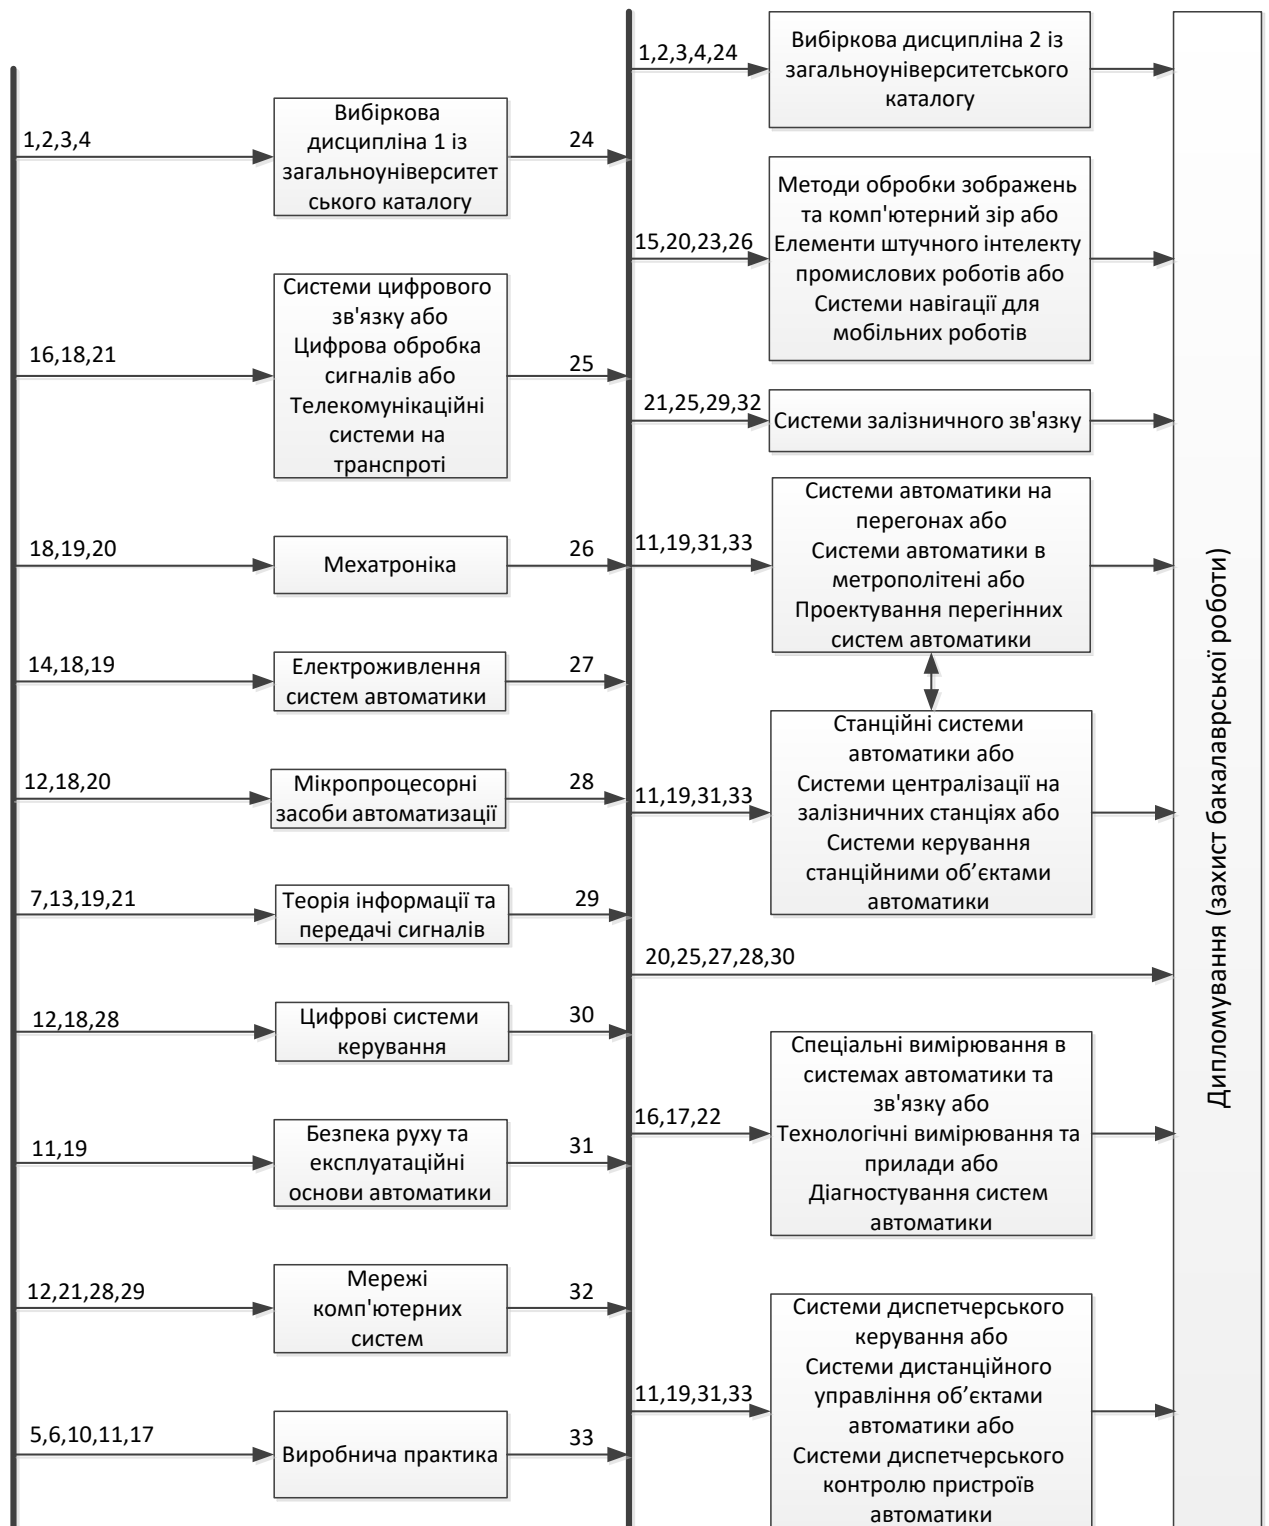 1,2,3,4
Вибіркова
дисципліна 1 із
загальноуніверситет
ського каталогу
24
16,18,21
Системи цифрового
зв'язку або
Цифрова обробка
сигналів або
Телекомунікаційні
системи на
транспроті
25
18,19,20
Мехатроніка
26
14,18,19
Електроживлення
систем автоматики
27
12,18,20
Мікропроцесорні
засоби автоматизації
28
7,13,19,21
Теорія інформації та
передачі сигналів
29
12,18,28
Цифрові системи
керування
30
11,19
Безпека руху та
експлуатаційні
основи автоматики
31
12,21,28,29
Мережі
комп'ютерних
систем
32
5,6,10,11,17
Виробнича практика
33
1,2,3,4,24
Вибіркова дисципліна 2 із
загальноуніверситетського
каталогу
15,20,23,26
Методи обробки зображень
та комп'ютерний зір або
Елементи штучного інтелекту
промислових роботів або
Системи навігації для
мобільних роботів
21,25,29,32
Системи залізничного зв'язку
11,19,31,33
Системи автоматики на
перегонах або
Системи автоматики в
метрополітені або
Проектування перегінних
систем автоматики
11,19,31,33
Станційні системи
автоматики або
Системи централізації на
залізничних станціях або
Системи керування
станційними об’єктами
автоматики
20,25,27,28,30
16,17,22
Спеціальні вимірювання в
системах автоматики та
зв'язку або
Технологічні вимірювання та
прилади або
Діагностування систем
автоматики
11,19,31,33
Системи диспетчерського
керування або
Системи дистанційного
управління об’єктами
автоматики або
Системи диспетчерського
контролю пристроїв
автоматики
Дипломування (захист бакалаврської роботи)